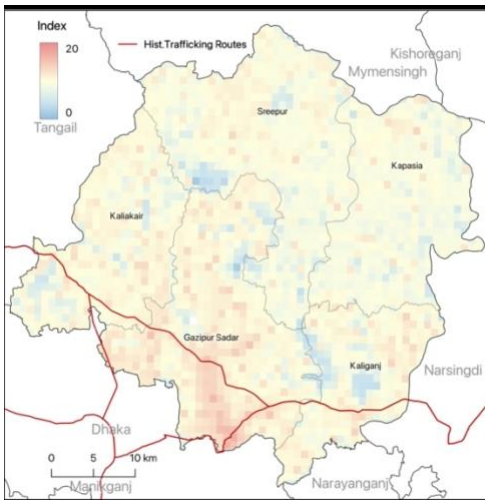 Index
20
0
Hist.Trafficking Routes
Kishoreganj
Mymensingh
Tangail
Sreepur
Kapasia
Kaliakair
Gazipur Sadar
Kaliganj
Narsingdi
Dhaka
0 5 10 km
Manikganj
Narayanganj